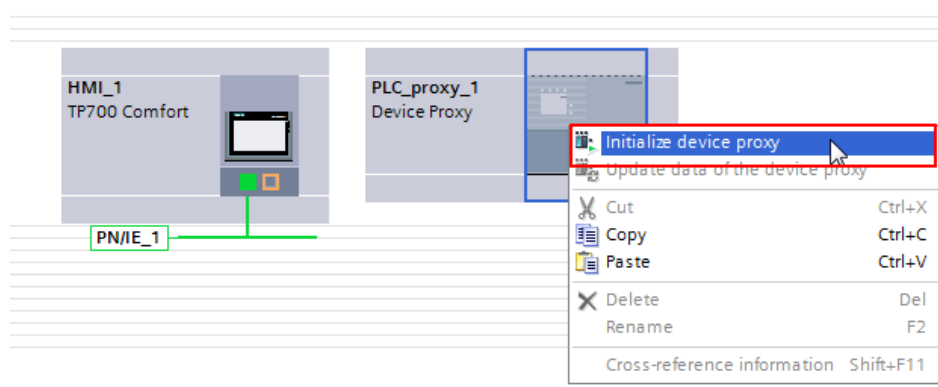 HMI_1
TP700 Comfort
PLC_proxy_1
Device Proxy
PN/IE_1
Initialize device proxy
Update data of the device proxy
Cut Ctrl+X
Copy Ctrl+C
Paste Ctrl+V
Delete Del
Rename F2
Cross-reference information Shift+F11